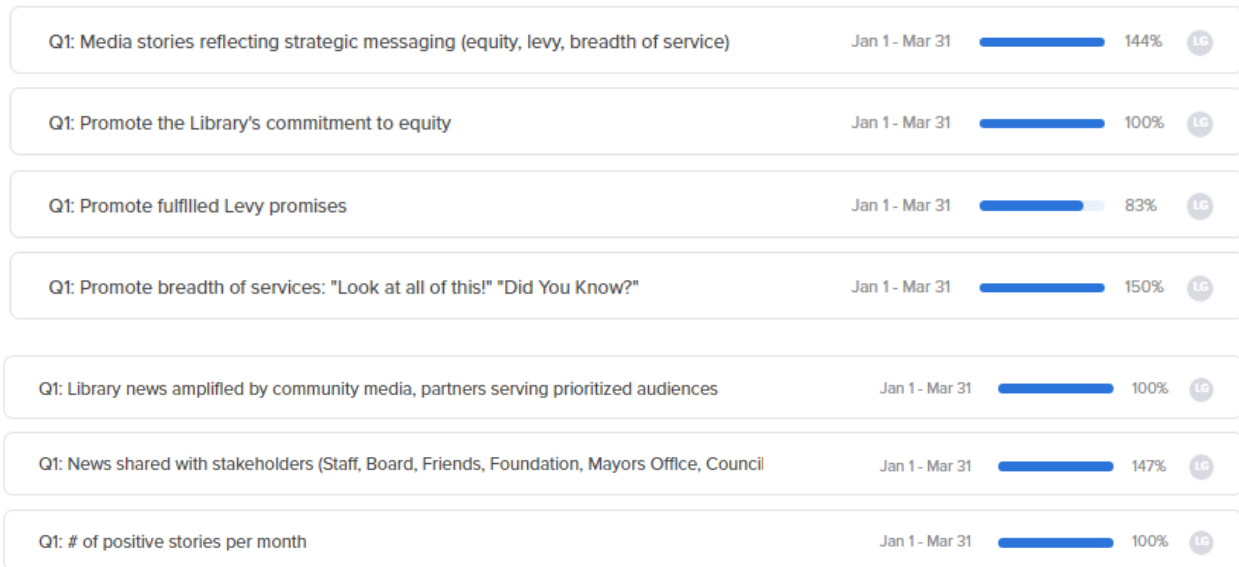 Q1: Media stories reflecting strategic messaging (equity, levy, breadth of service) Jan 1 - Mar 31 144% LG
Q1: Promote the Library's commitment to equity Jan 1 - Mar 31 100% LG
Q1: Promote fulfilled Levy promises Jan 1 - Mar 31 83% LG
Q1: Promote breadth of services: "Look at all of this!" "Did You Know?" Jan 1 - Mar 31 150% LG
Q1: Library news amplified by community media, partners serving prioritized audiences Jan 1 - Mar 31 100% LG
Q1: News shared with stakeholders (Staff, Board, Friends, Foundation, Mayors Office, Council Jan 1 - Mar 31 147% LG
Q1: # of positive stories per month Jan 1 - Mar 31 100% LG